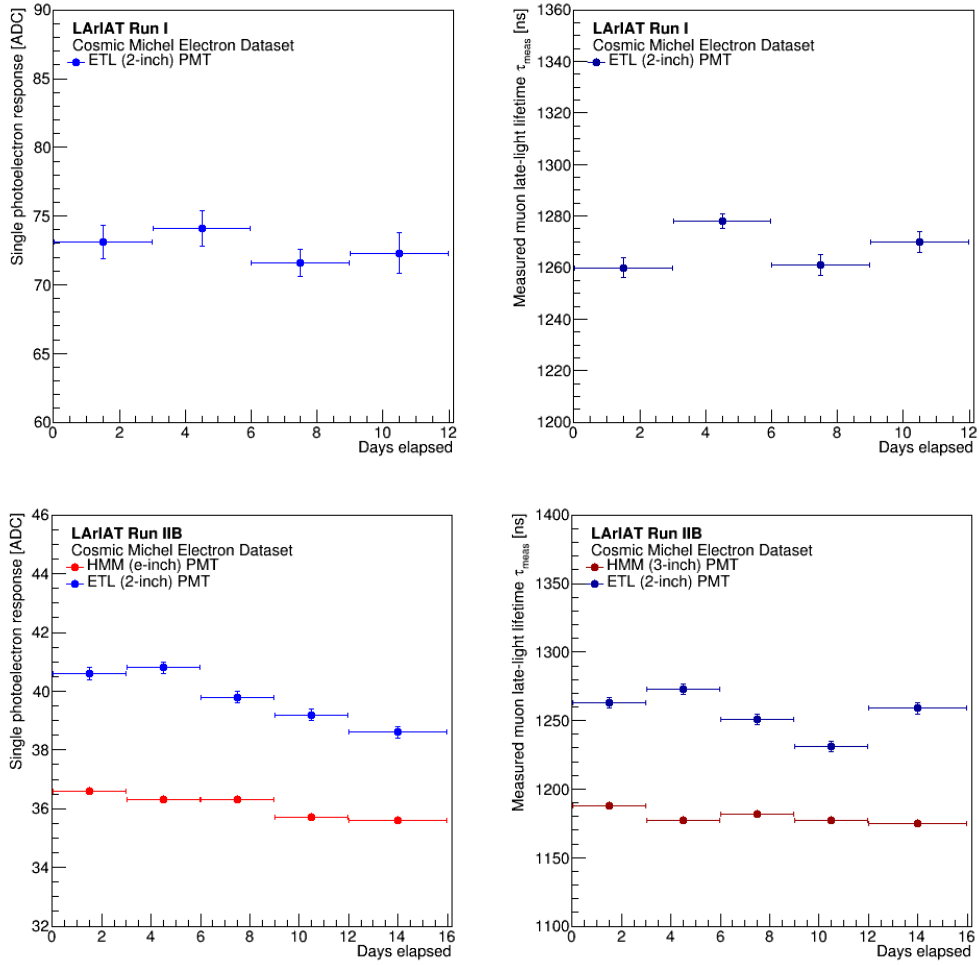 LArIAT Run I
Cosmic Michel Electron Dataset
ETL (2-inch) PMT
Single photoelectron response [ADC]
90
85
80
75
70
65
60
0 2 4 6 8 10 12
Days elapsed
LArIAT Run I
Cosmic Michel Electron Dataset
ETL (2-inch) PMT
Measured muon late-light lifetime τmeas [ns]
1360
1340
1320
1300
1280
1260
1240
1220
1200
0 2 4 6 8 10 12
Days elapsed
LArIAT Run IIB
Cosmic Michel Electron Dataset
HMM (e-inch) PMT
ETL (2-inch) PMT
Single photoelectron response [ADC]
46
44
42
40
38
36
34
32
0 2 4 6 8 10 12 14 16
Days elapsed
LArIAT Run IIB
Cosmic Michel Electron Dataset
HMM (3-inch) PMT
ETL (2-inch) PMT
Measured muon late-light lifetime τmeas [ns]
1400
1350
1300
1250
1200
1150
1100
0 2 4 6 8 10 12 14 16
Days elapsed